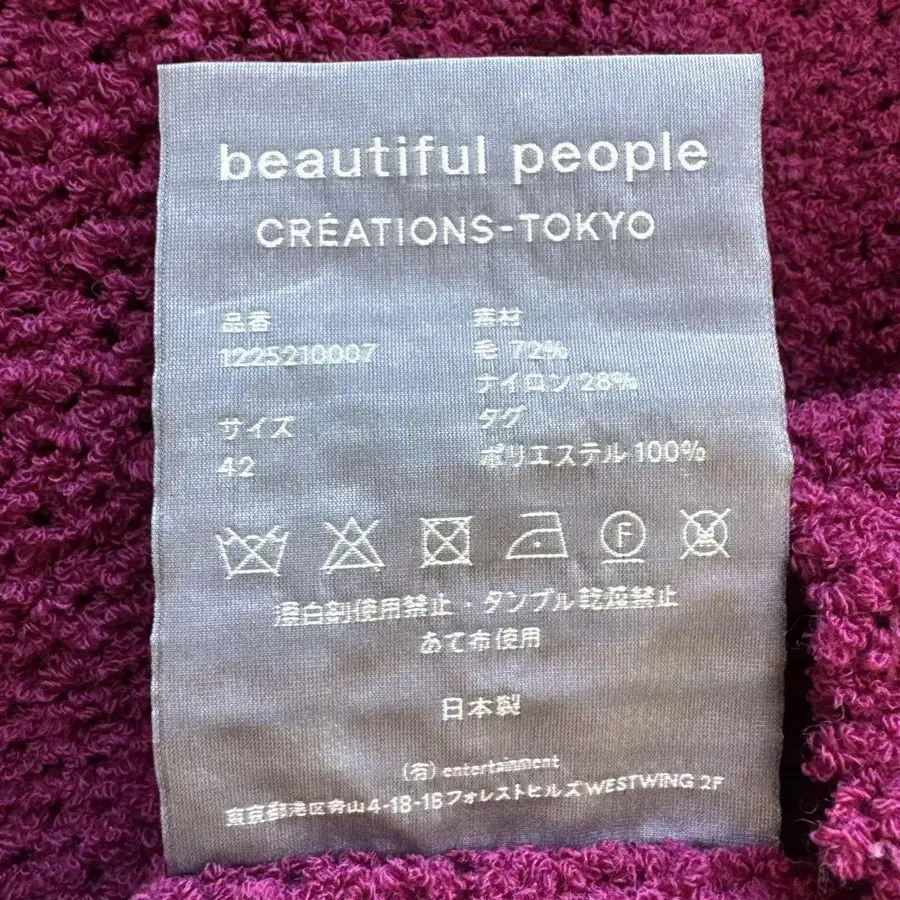 beautiful people
CRÉATIONS-TOKYO
品番
1225210007
サイズ
42
素材
毛 72%
ナイロン 28%
タグ
ポリエステル 100%
F
漂白剤使用禁止・タンブル乾燥禁止
あて布使用
日本製
(有) entertainment
東京都港区青山4-18-16フォレストヒルズWESTWING 2F